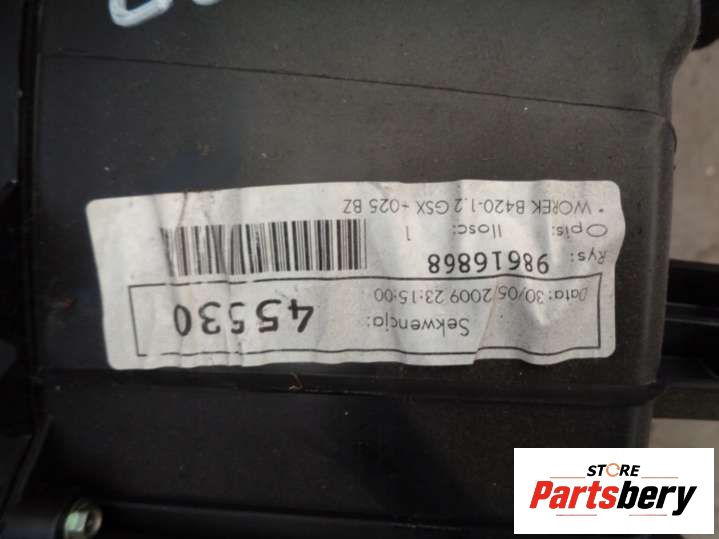 Data: 30/05/2009 23:15:00
Sekwencja:
45530
Rys: 98616868
Opis: Ilosc: 1
* WOREK B420-1.2 GSX -025 BZ
STORE
Partsbery